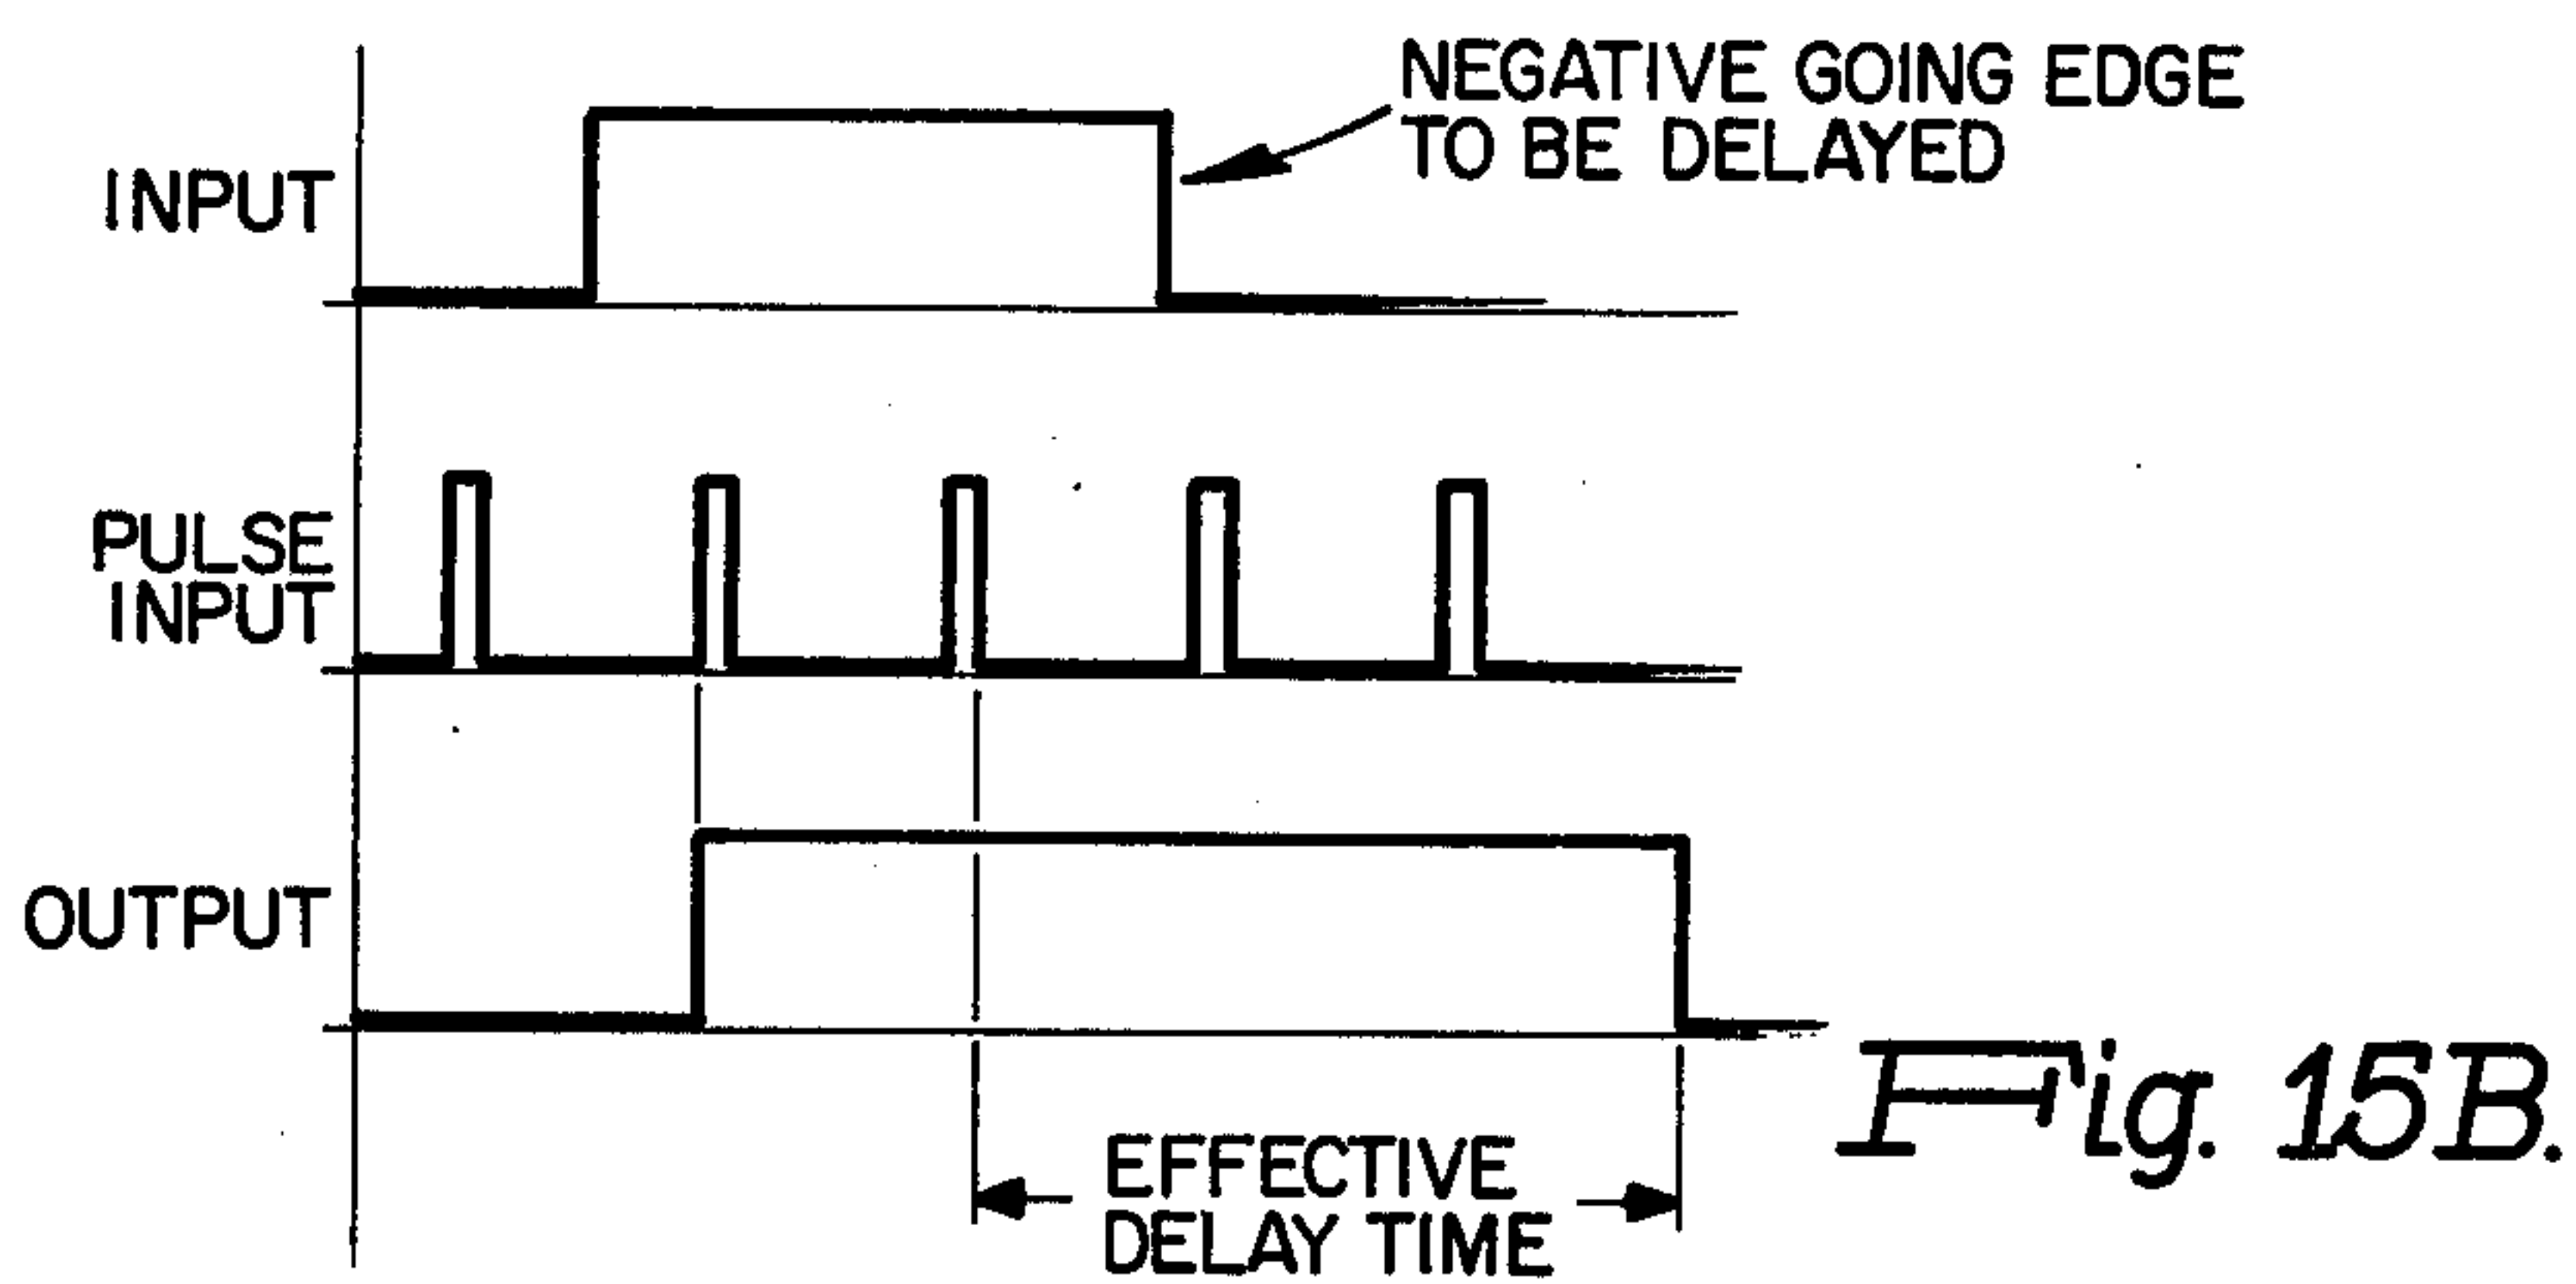 NEGATIVE GOING EDGE
TO BE DELAYED
INPUT
PULSE
INPUT
OUTPUT
EFFECTIVE
DELAY TIME
Fig. 15B.